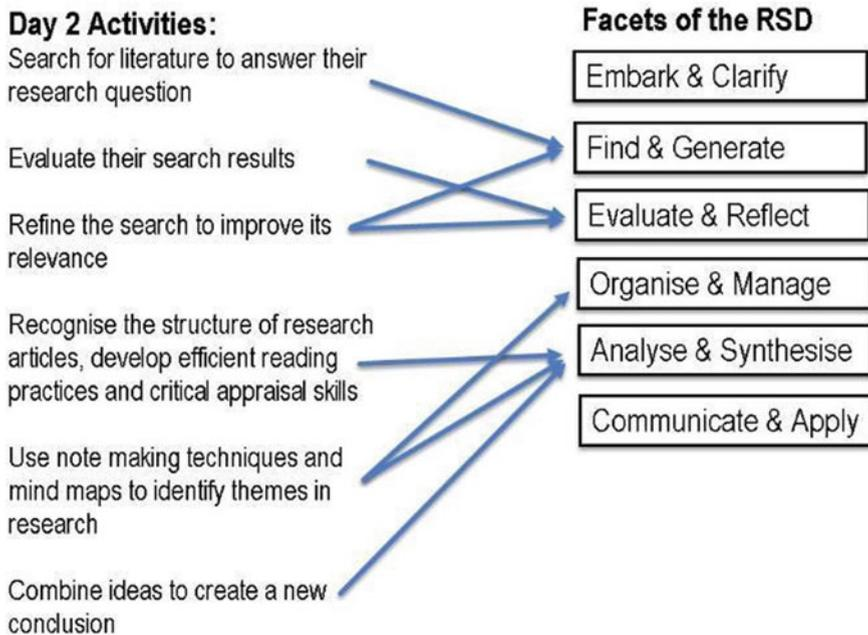 Day 2 Activities:
Search for literature to answer their
research question
Evaluate their search results
Refine the search to improve its
relevance
Recognise the structure of research
articles, develop efficient reading
practices and critical appraisal skills
Use note making techniques and
mind maps to identify themes in
research
Combine ideas to create a new
conclusion
Facets of the RSD
Embark & Clarify
Find & Generate
Evaluate & Reflect
Organise & Manage
Analyse & Synthesise
Communicate & Apply